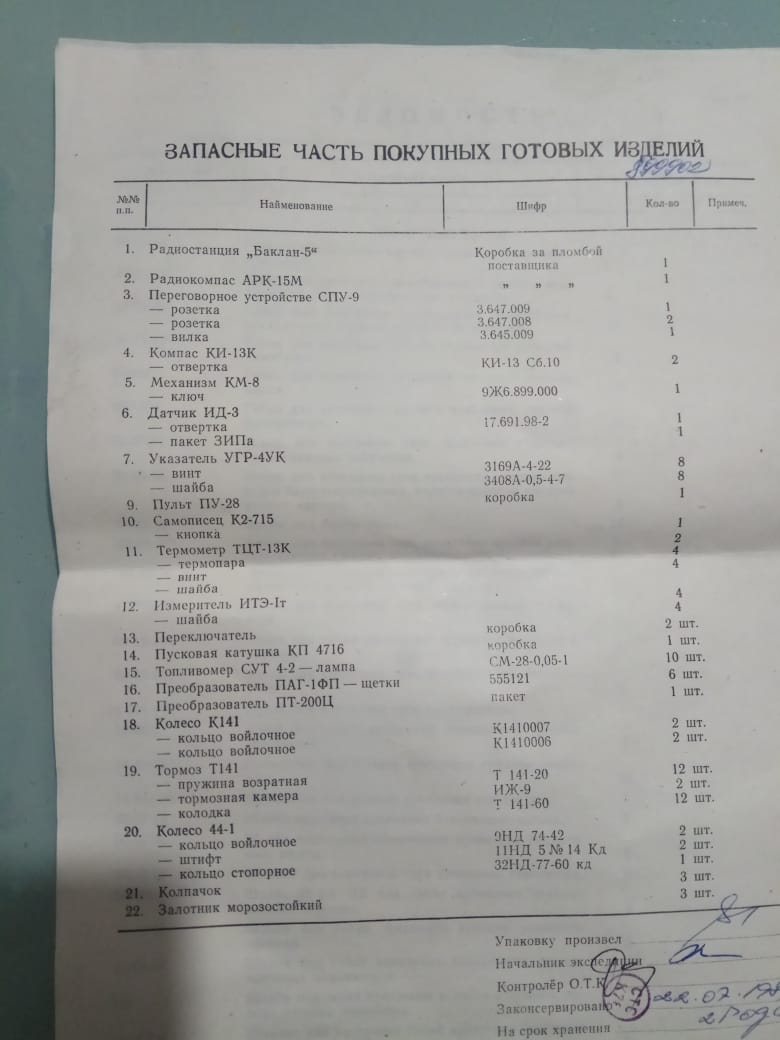 ЗАПАСНЫЕ ЧАСТЬ ПОКУПНЫХ ГОТОВЫХ ИЗДЕЛИЙ
№№ п.п. Наименование Шифр Кол-во Примеч.
1. Радиостанция „Баклан-5“ Коробка за пломбой
поставщика 1
2. Радиокомпас АРК-15М „ „ „ 1
3. Переговорное устройстве СПУ-9
— розетка 3.647.009 1
— розетка 3.647.008 2
— вилка 3.645.009 1
4. Компас КИ-13К
— отвертка КИ-13 Сб.10 2
5. Механизм КМ-8
— ключ 9Ж6.899.000 1
6. Датчик ИД-3
— отвертка 17.691.98-2 1
— пакет ЗИПа 1
7. Указатель УГР-4УК
— винт 3169А-4-22 8
— шайба 3408А-0,5-4-7 8
9. Пульт ПУ-28 коробка 1
10. Самописец К2-715
— кнопка 1
11. Термометр ТЦТ-13К 2
— термопара 4
— винт 4
— шайба
12. Измеритель ИТЭ-1т 4
— шайба 4
13. Переключатель коробка 2 шт.
14. Пусковая катушка КП 4716 коробка 1 шт.
15. Топливомер СУТ 4-2 — лампа СМ-28-0,05-1 10 шт.
16. Преобразователь ПАГ-1ФП — щетки 555121 6 шт.
17. Преобразователь ПТ-200Ц пакет 1 шт.
18. Колесо К141
— кольцо войлочное К1410007 2 шт.
— кольцо войлочное К1410006 2 шт.
19. Тормоз Т141
— пружина возратная Т 141-20 12 шт.
— тормозная камера ИЖ-9 2 шт.
— колодка Т 141-60 12 шт.
20. Колесо 44-1
— кольцо войлочное 9НД 74-42 2 шт.
— штифт 11НД 5 № 14 Кд 2 шт.
— кольцо стопорное 32НД-77-60 кд 1 шт.
21. Колпачок 3 шт.
22. Залотник морозостойкий 3 шт.
Упаковку произвел
Начальник экспедиции
Контролёр О.Т.К.
Законсервировано 22.07.19
На срок хранения 2 года